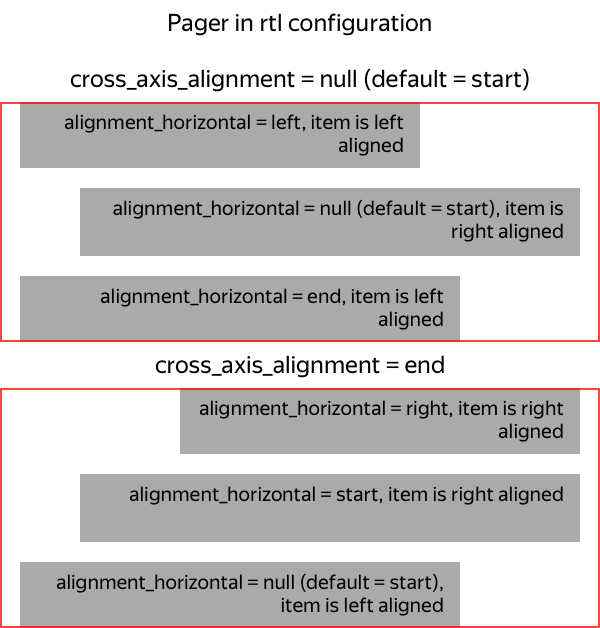 Pager in rtl configuration
cross_axis_alignment = null (default = start)
alignment_horizontal = left, item is left
aligned
alignment_horizontal = null (default = start), item is
right aligned
alignment_horizontal = end, item is left
aligned
cross_axis_alignment = end
alignment_horizontal = right, item is right
aligned
alignment_horizontal = start, item is right aligned
alignment_horizontal = null (default = start),
item is left aligned